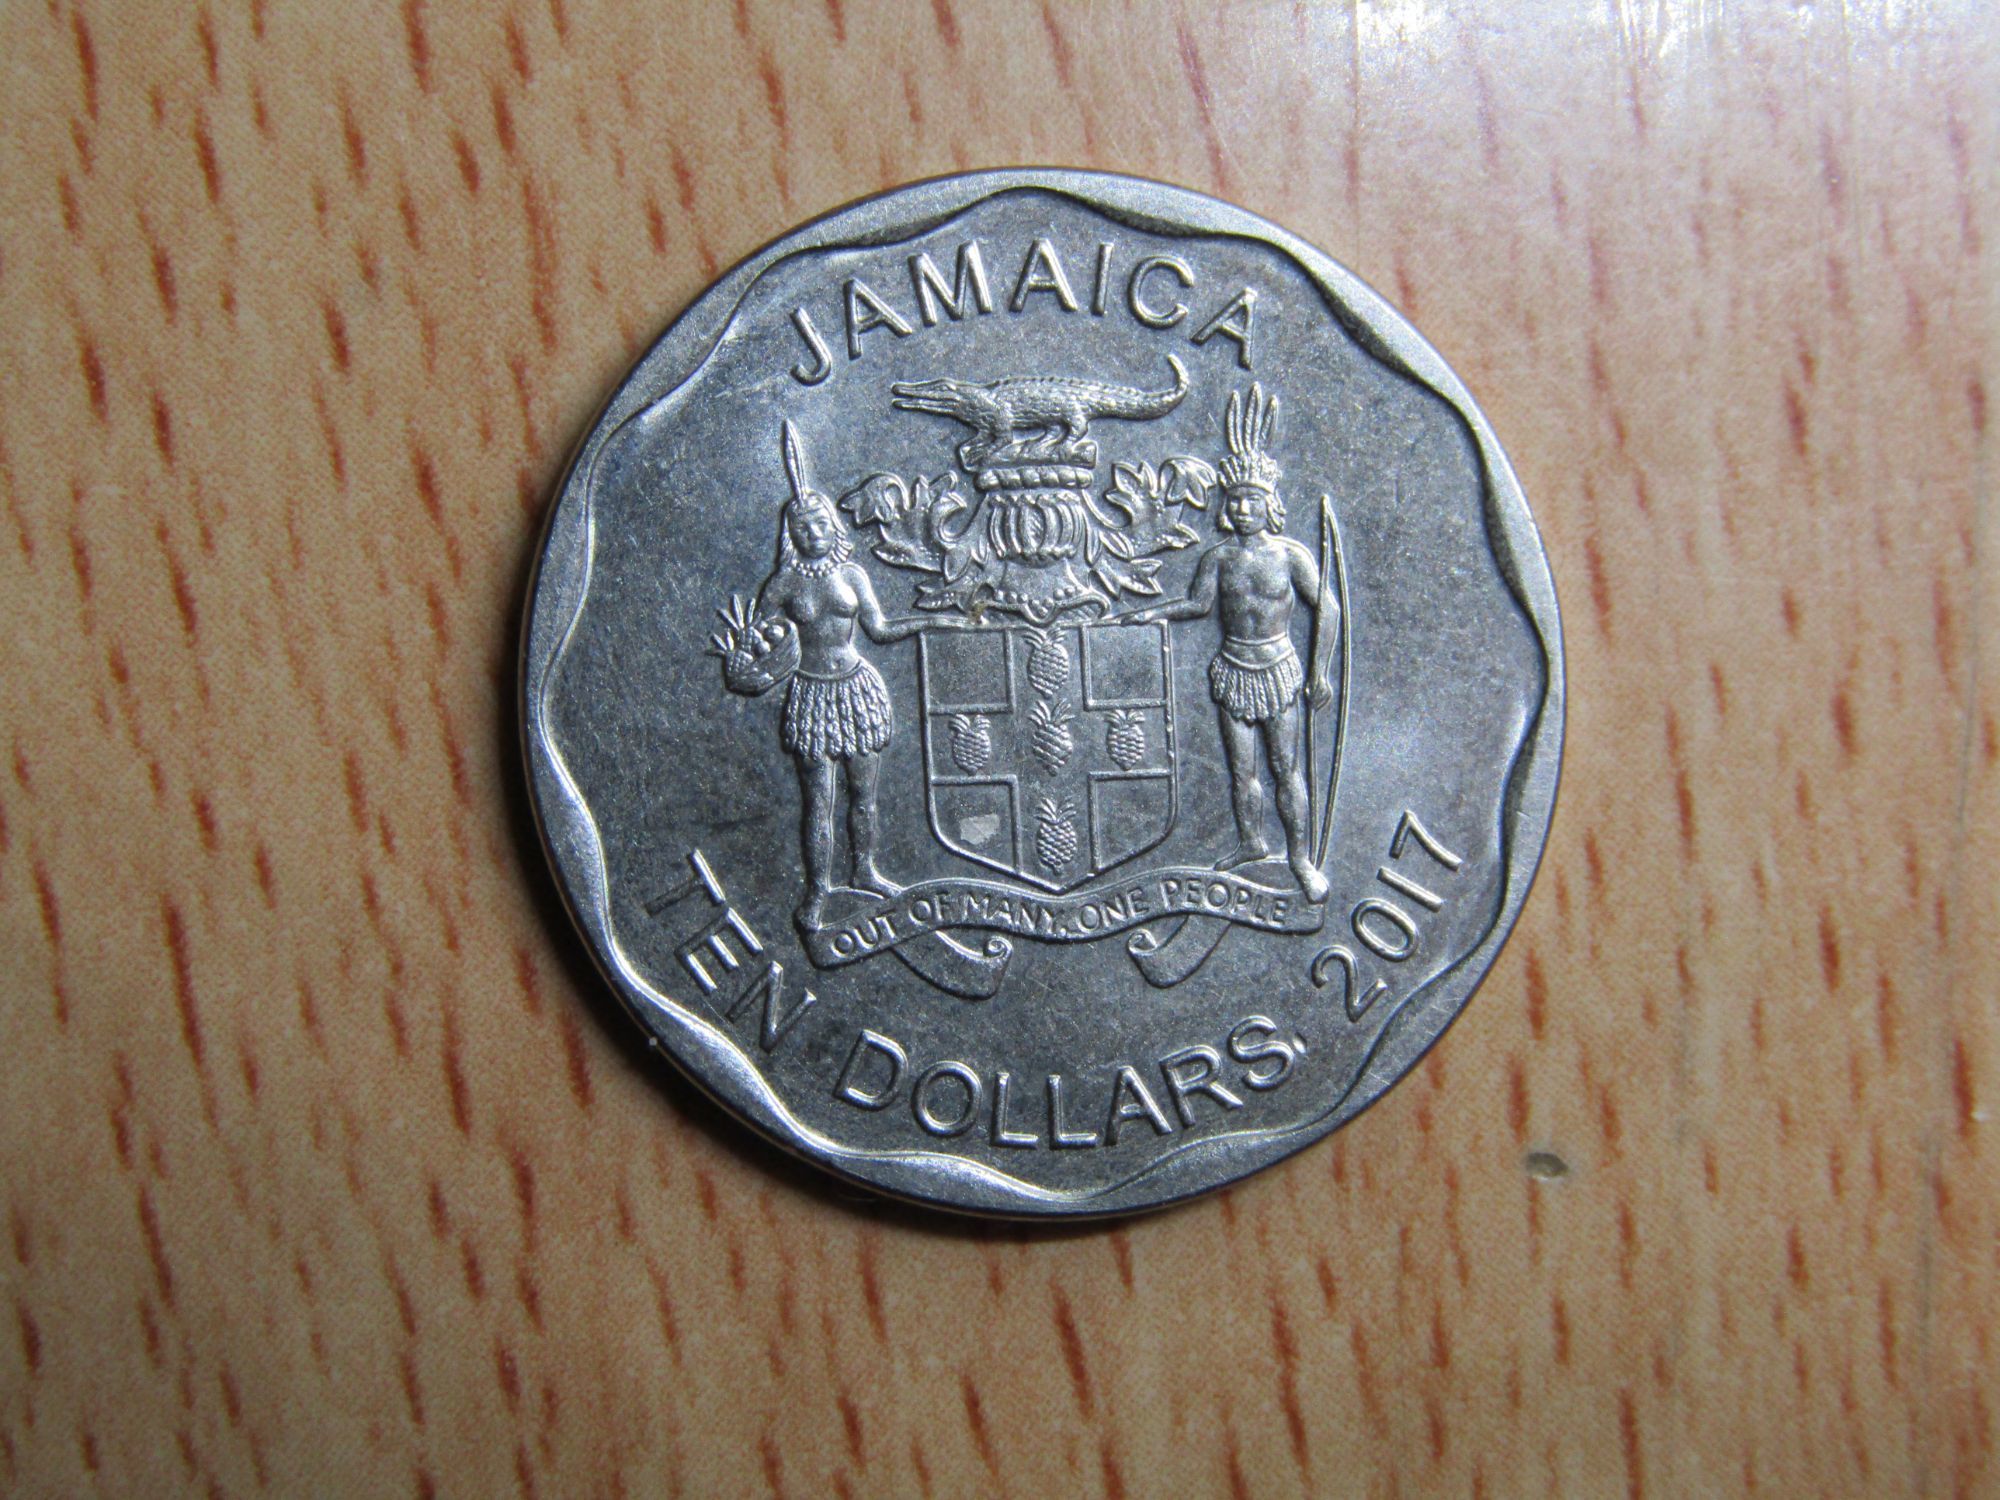 JAMAICA
OUT OF MANY, ONE PEOPLE
TEN DOLLARS. 2017